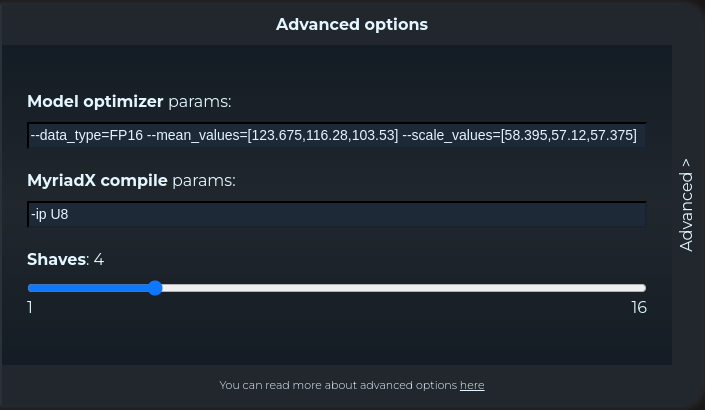 Advanced options
Model optimizer params:
--data_type=FP16 --mean_values=[123.675,116.28,103.53] --scale_values=[58.395,57.12,57.375]
MyriadX compile params:
-ip U8
Shaves: 4
1 16
Advanced >
You can read more about advanced options here